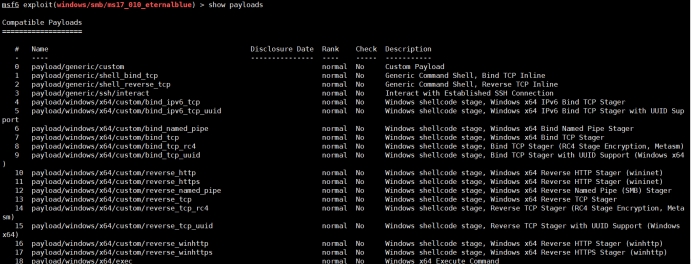 msf6 exploit(windows/smb/ms17_010_eternalblue) > show payloads
Compatible Payloads
===================
# Name Disclosure Date Rank Check Description
- ---- --------------- ---- ----- -----------
0 payload/generic/custom normal No Custom Payload
1 payload/generic/shell_bind_tcp normal No Generic Command Shell, Bind TCP Inline
2 payload/generic/shell_reverse_tcp normal No Generic Command Shell, Reverse TCP Inline
3 payload/generic/ssh/interact normal No Interact with Established SSH Connection
4 payload/windows/x64/custom/bind_ipv6_tcp normal No Windows shellcode stage, Windows x64 IPv6 Bind TCP Stager
5 payload/windows/x64/custom/bind_ipv6_tcp_uuid normal No Windows shellcode stage, Windows x64 IPv6 Bind TCP Stager with UUID Sup
port
6 payload/windows/x64/custom/bind_named_pipe normal No Windows shellcode stage, Windows x64 Bind Named Pipe Stager
7 payload/windows/x64/custom/bind_tcp normal No Windows shellcode stage, Windows x64 Bind TCP Stager
8 payload/windows/x64/custom/bind_tcp_rc4 normal No Windows shellcode stage, Bind TCP Stager (RC4 Stage Encryption, Metasm)
9 payload/windows/x64/custom/bind_tcp_uuid normal No Windows shellcode stage, Bind TCP Stager with UUID Support (Windows x64
)
10 payload/windows/x64/custom/reverse_http normal No Windows shellcode stage, Windows x64 Reverse HTTP Stager (wininet)
11 payload/windows/x64/custom/reverse_https normal No Windows shellcode stage, Windows x64 Reverse HTTP Stager (wininet)
12 payload/windows/x64/custom/reverse_named_pipe normal No Windows shellcode stage, Windows x64 Reverse Named Pipe (SMB) Stager
13 payload/windows/x64/custom/reverse_tcp normal No Windows shellcode stage, Windows x64 Reverse TCP Stager
14 payload/windows/x64/custom/reverse_tcp_rc4 normal No Windows shellcode stage, Reverse TCP Stager (RC4 Stage Encryption, Meta
sm)
15 payload/windows/x64/custom/reverse_tcp_uuid normal No Windows shellcode stage, Reverse TCP Stager with UUID Support (Windows
x64)
16 payload/windows/x64/custom/reverse_winhttp normal No Windows shellcode stage, Windows x64 Reverse HTTP Stager (winhttp)
17 payload/windows/x64/custom/reverse_winhttps normal No Windows shellcode stage, Windows x64 Reverse HTTPS Stager (winhttp)
18 payload/windows/x64/exec normal No Windows x64 Execute Command